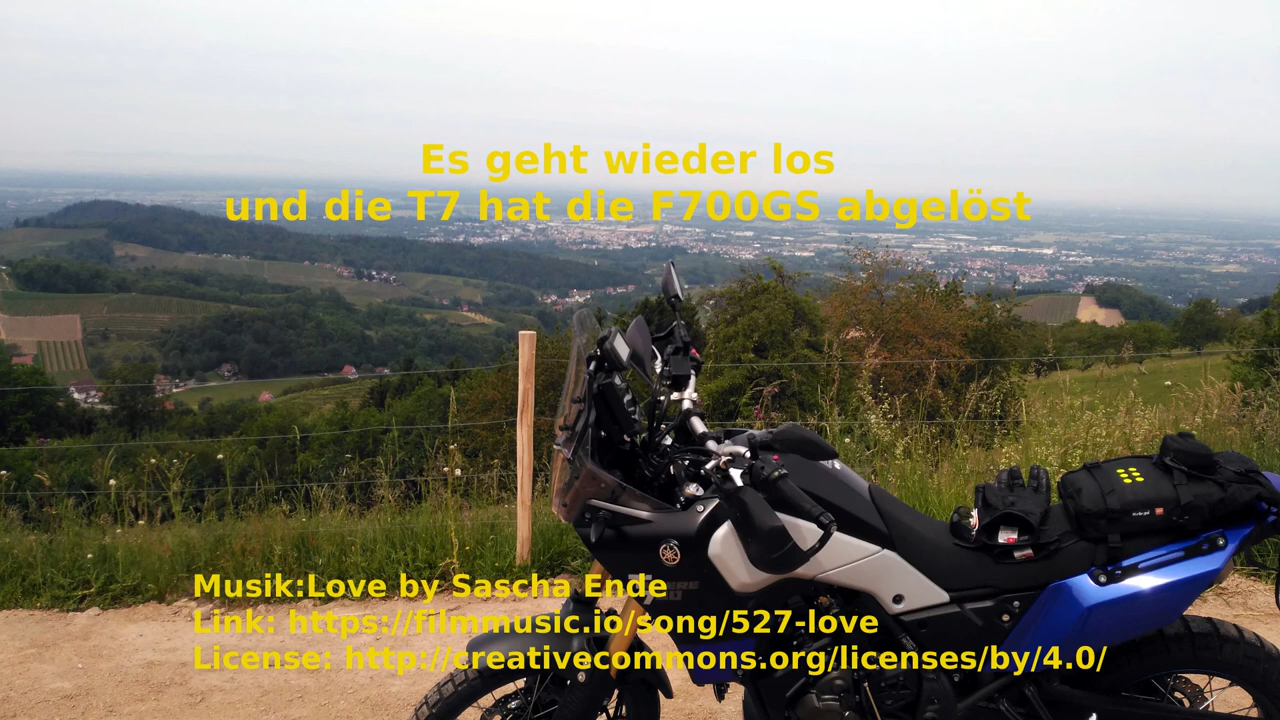 Es geht wieder los
und die T7 hat die F700GS abgelöst
Musik:Love by Sascha Ende
Link: https://filmmusic.io/song/527-love
License: http://creativecommons.org/licenses/by/4.0/